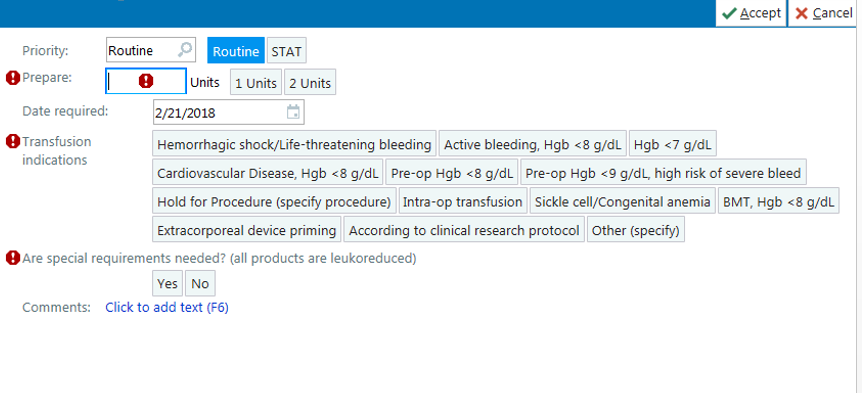 Accept Cancel
Priority: Routine Routine STAT
Prepare: Units 1 Units 2 Units
Date required: 2/21/2018
Transfusion indications
Hemorrhagic shock/Life-threatening bleeding Active bleeding, Hgb <8 g/dL Hgb <7 g/dL
Cardiovascular Disease, Hgb <8 g/dL Pre-op Hgb <8 g/dL Pre-op Hgb <9 g/dL, high risk of severe bleed
Hold for Procedure (specify procedure) Intra-op transfusion Sickle cell/Congenital anemia BMT, Hgb <8 g/dL
Extracorporeal device priming According to clinical research protocol Other (specify)
Are special requirements needed? (all products are leukoreduced)
Yes No
Comments: Click to add text (F6)